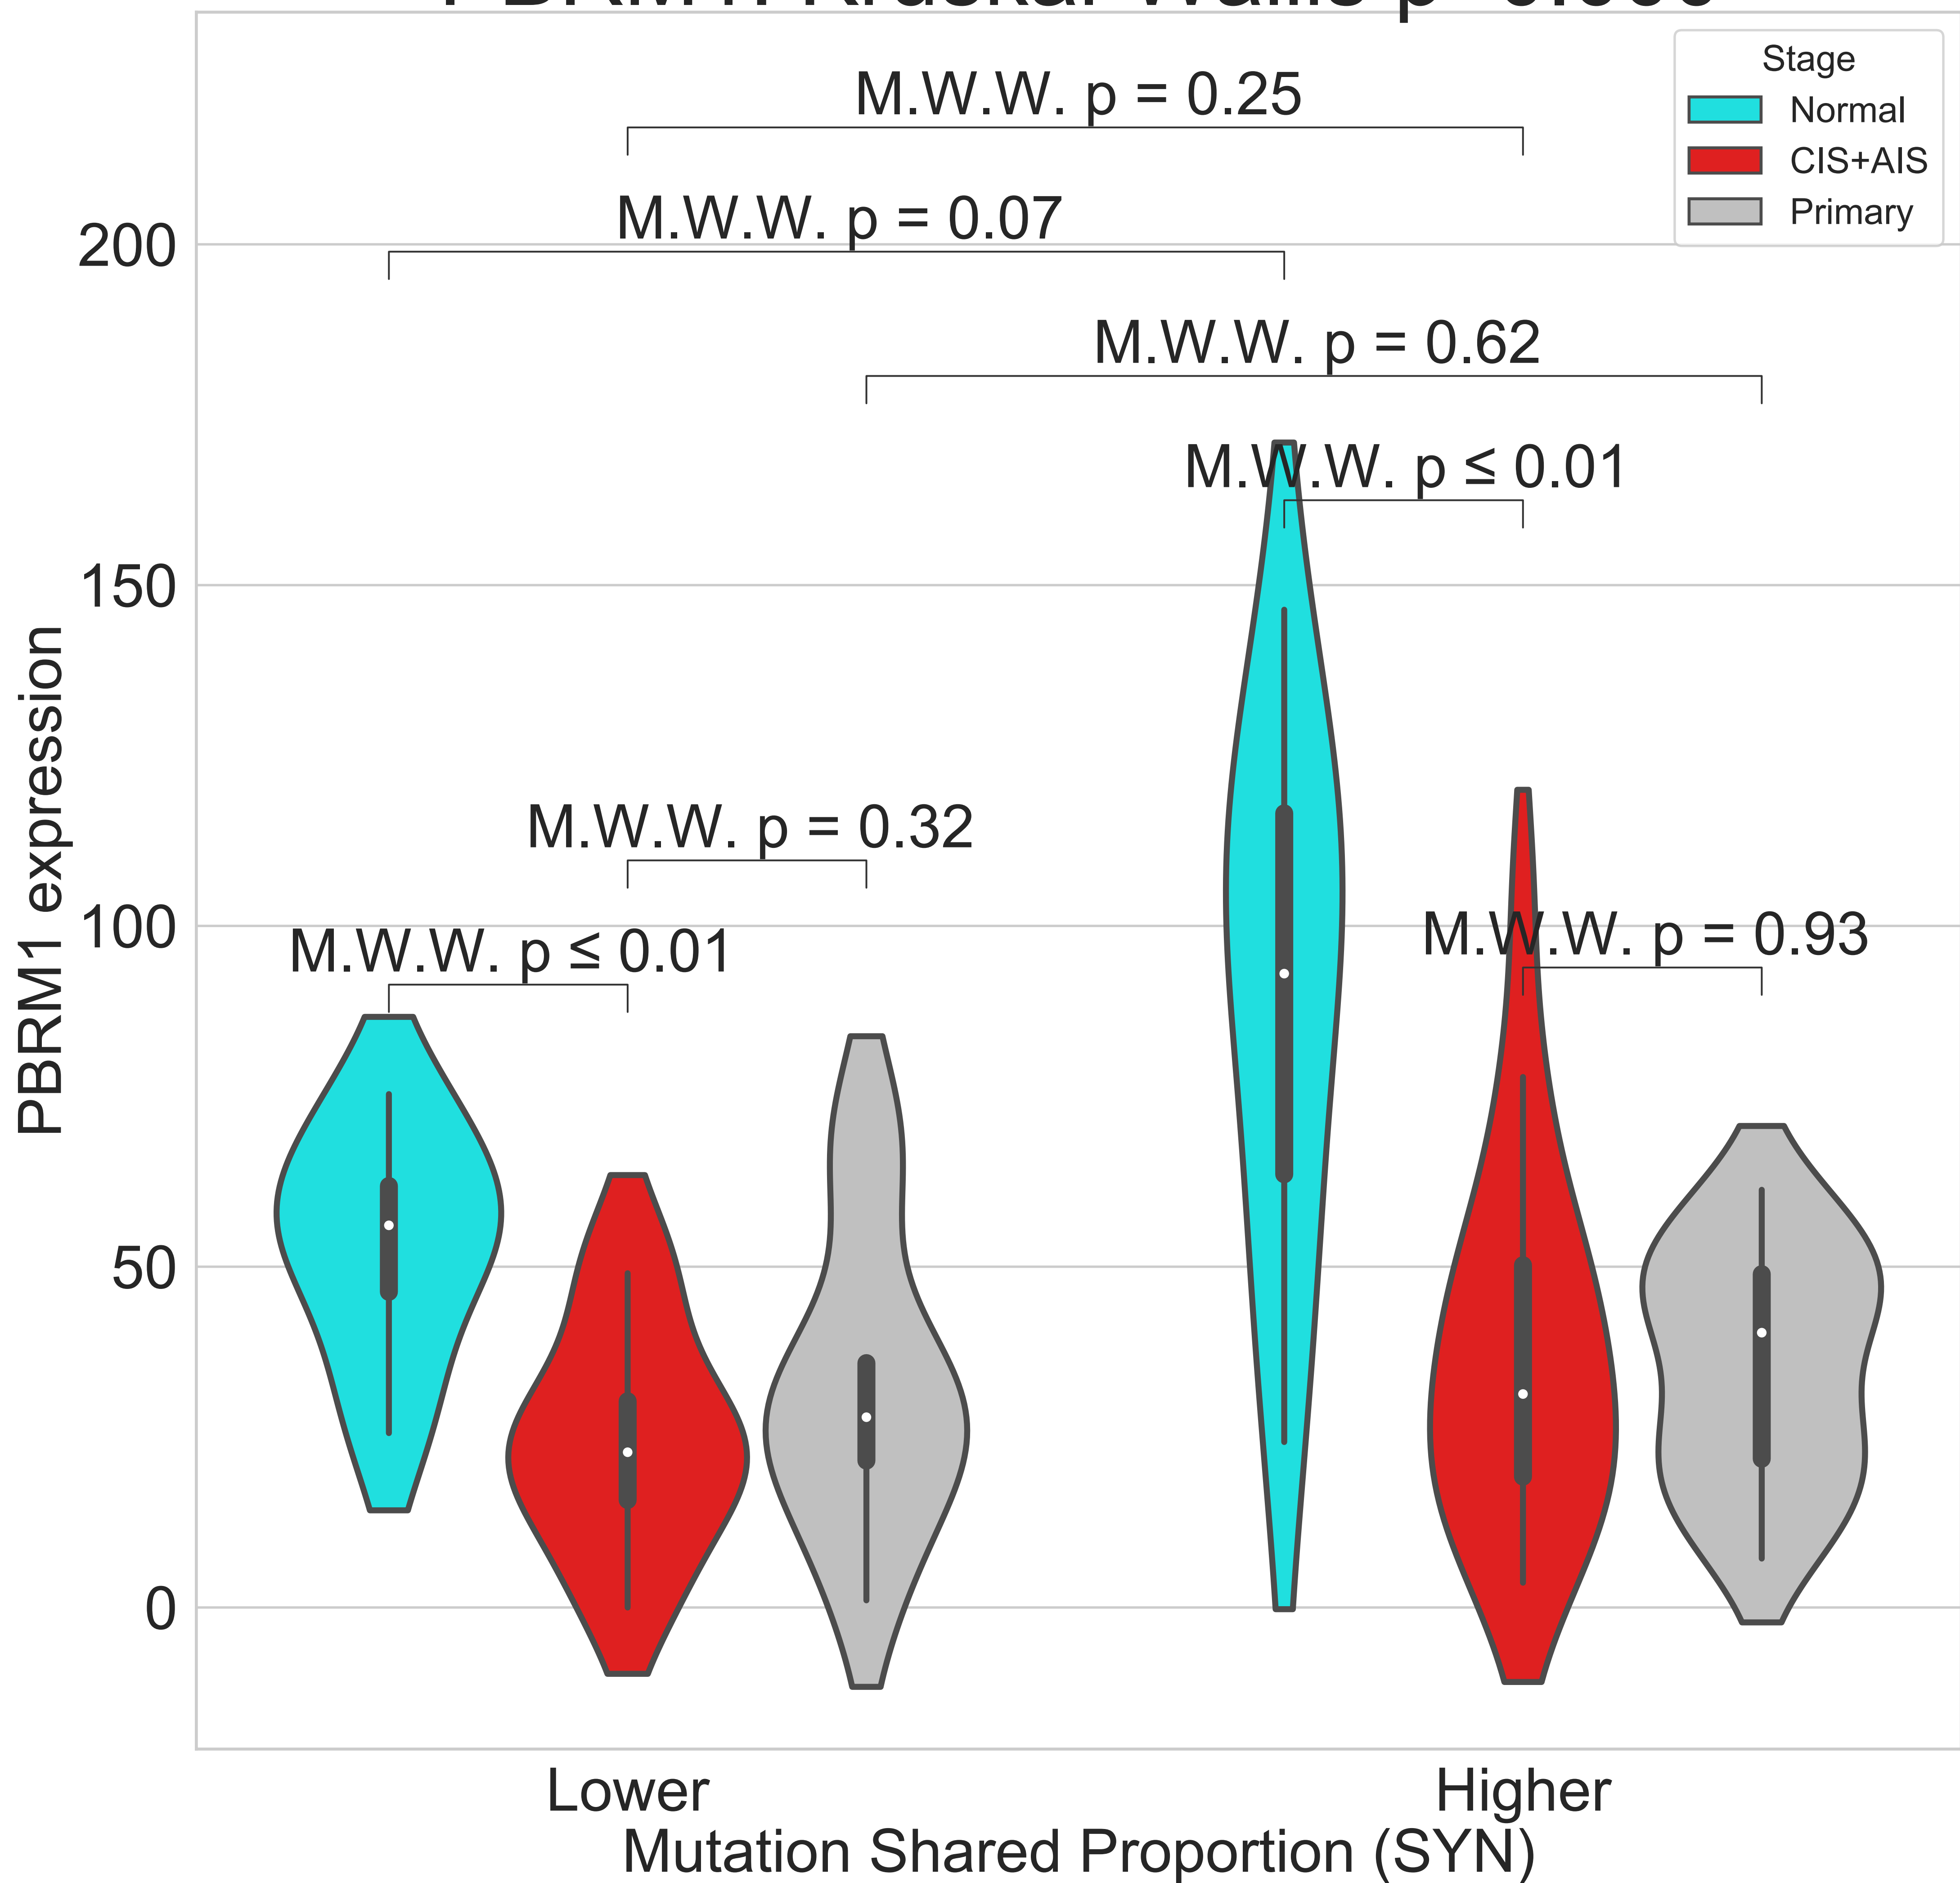 M.W.W. p = 0.25
Stage
Normal
CIS+AIS
Primary
M.W.W. p = 0.07
200
M.W.W. p = 0.62
M.W.W. p ≤ 0.01
150
M.W.W. p = 0.32
M.W.W. p = 0.93
100
M.W.W. p ≤ 0.01
50
0
PBRM1 expression
Lower
Higher
Mutation Shared Proportion (SYN)